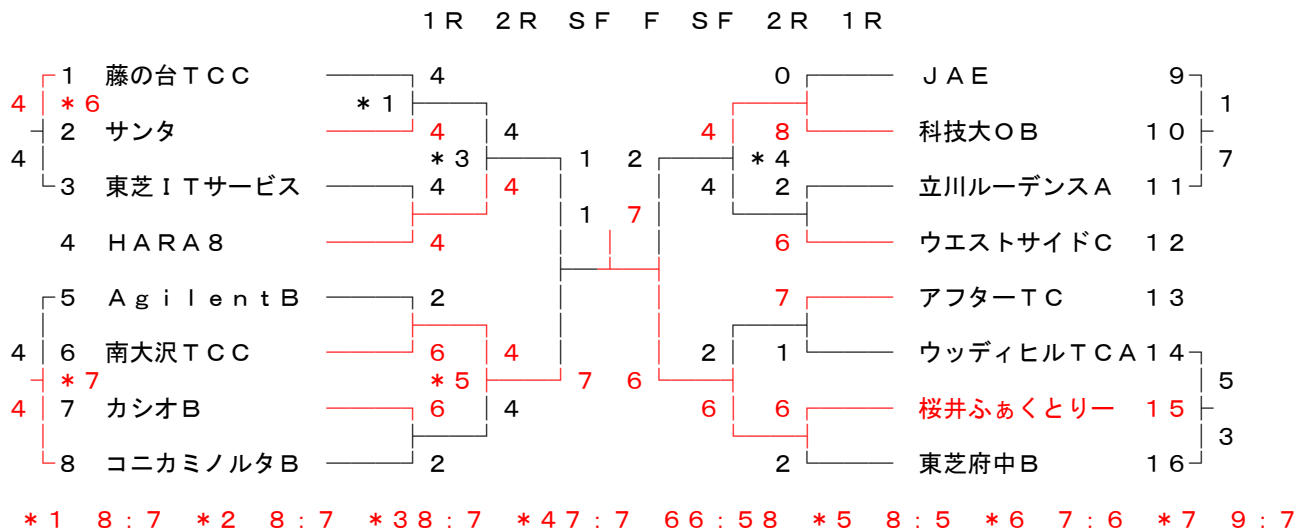 １Ｒ ２Ｒ ＳＦ Ｆ ＳＦ ２Ｒ １Ｒ
１ 藤の台ＴＣＣ ４ ０ ＪＡＥ ９
４ ＊６ ＊１ １
２ サンタ ４ ４ ４ ８ 科技大ＯＢ １０
４ ＊３ １ ２ ＊４ ７
３ 東芝ＩＴサービス ４ ４ ４ ２ 立川ルーデンスＡ １１
１ ７
４ ＨＡＲＡ８ ４ ６ ウエストサイドＣ １２
５ ＡｇｉｌｅｎｔＢ ２ ７ アフターＴＣ １３
４ ６ 南大沢ＴＣＣ ６ ４ ２ １ ウッディヒルＴＣＡ １４
＊７ ＊５ ７ ６ ５
４ ７ カシオＢ ６ ４ ６ ６ 桜井ふぁくとりー １５
３
８ コニカミノルタＢ ２ ２ 東芝府中Ｂ １６
＊１ ８：７ ＊２ ８：７ ＊３８：７ ＊４７：７ ６６：５８ ＊５ ８：５ ＊６ ７：６ ＊７ ９：７